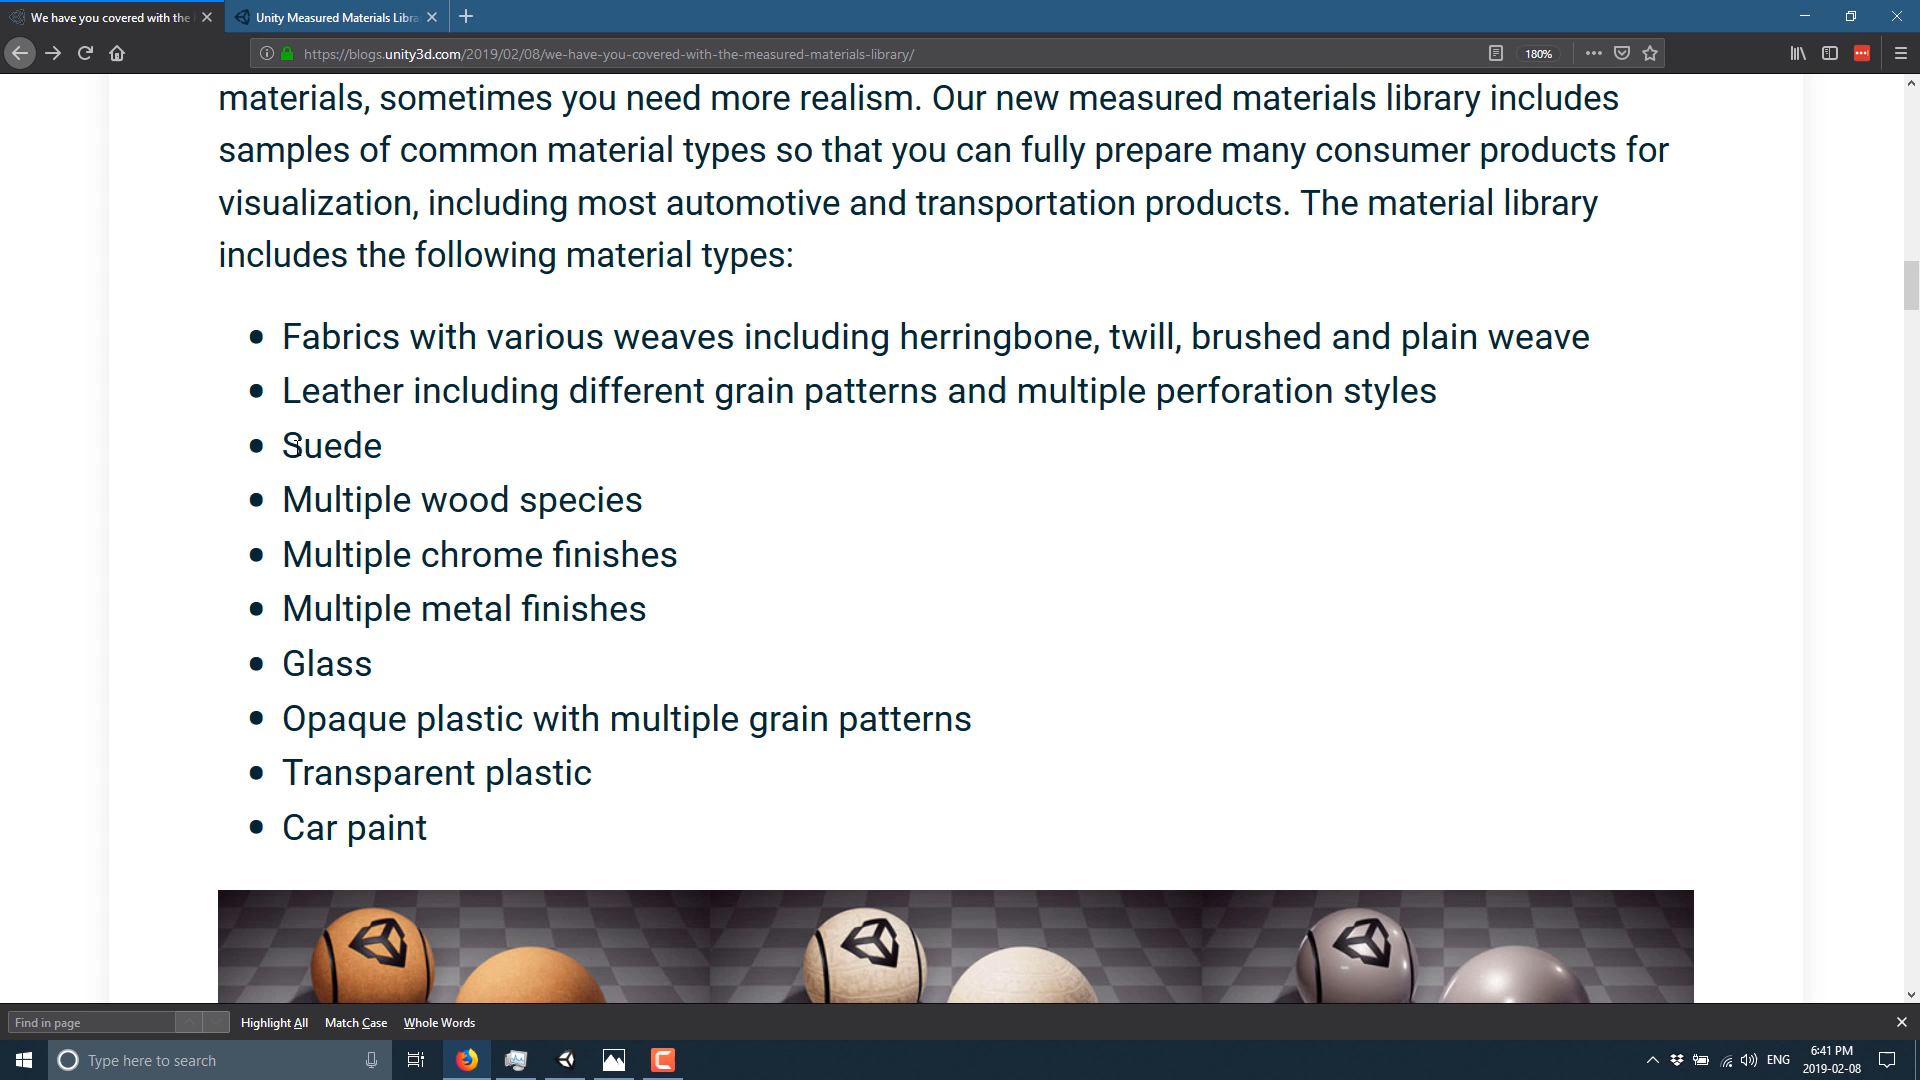 We have you covered with the
Unity Measured Materials Libra
https://blogs.unity3d.com/2019/02/08/we-have-you-covered-with-the-measured-materials-library/
180%
materials, sometimes you need more realism. Our new measured materials library includes
samples of common material types so that you can fully prepare many consumer products for
visualization, including most automotive and transportation products. The material library
includes the following material types:
• Fabrics with various weaves including herringbone, twill, brushed and plain weave
• Leather including different grain patterns and multiple perforation styles
• Suede
• Multiple wood species
• Multiple chrome finishes
• Multiple metal finishes
• Glass
• Opaque plastic with multiple grain patterns
• Transparent plastic
• Car paint
Find in page
Highlight All Match Case Whole Words
Type here to search
ENG
6:41 PM
2019-02-08